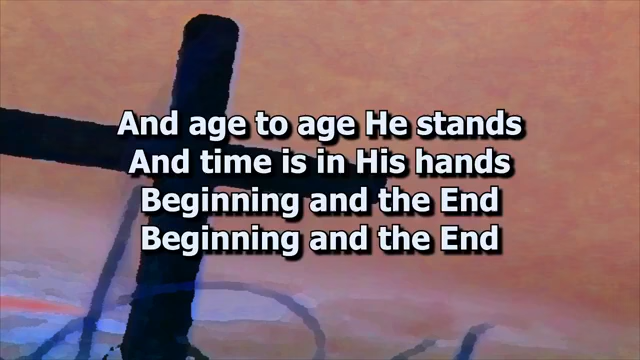 And age to age He stands
And time is in His hands
Beginning and the End
Beginning and the End